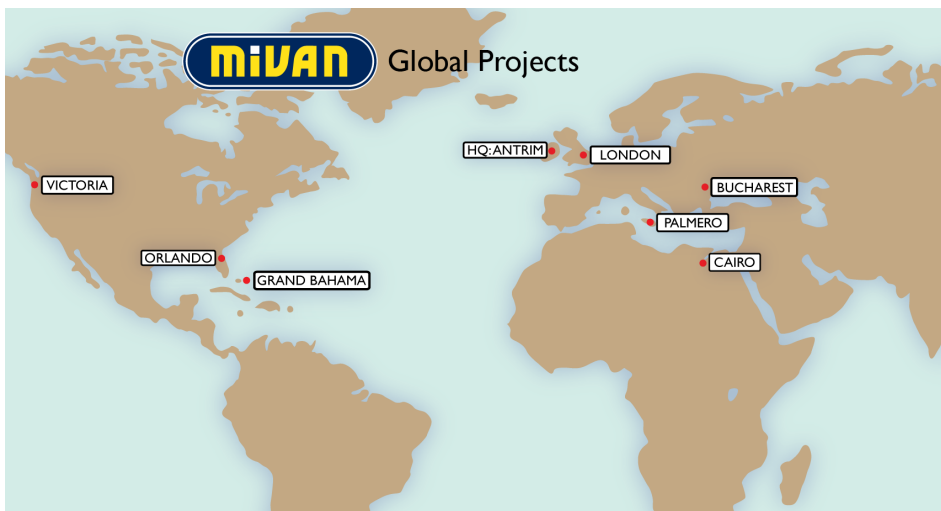 MiVAN Global Projects
HQ:ANTRIM
LONDON
VICTORIA
BUCHAREST
PALMERO
ORLANDO
CAIRO
GRAND BAHAMA